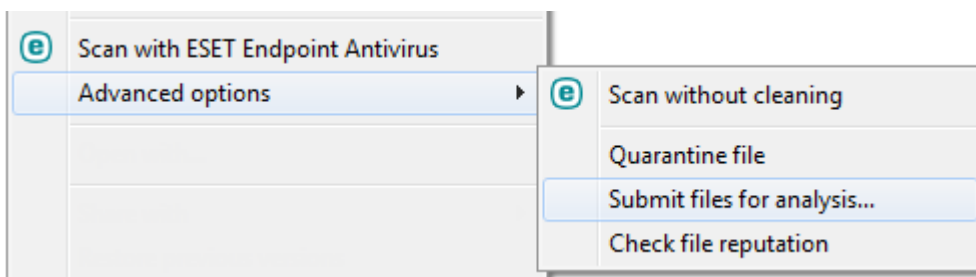 Scan with ESET Endpoint Antivirus
Advanced options
Scan without cleaning
Quarantine file
Submit files for analysis...
Check file reputation